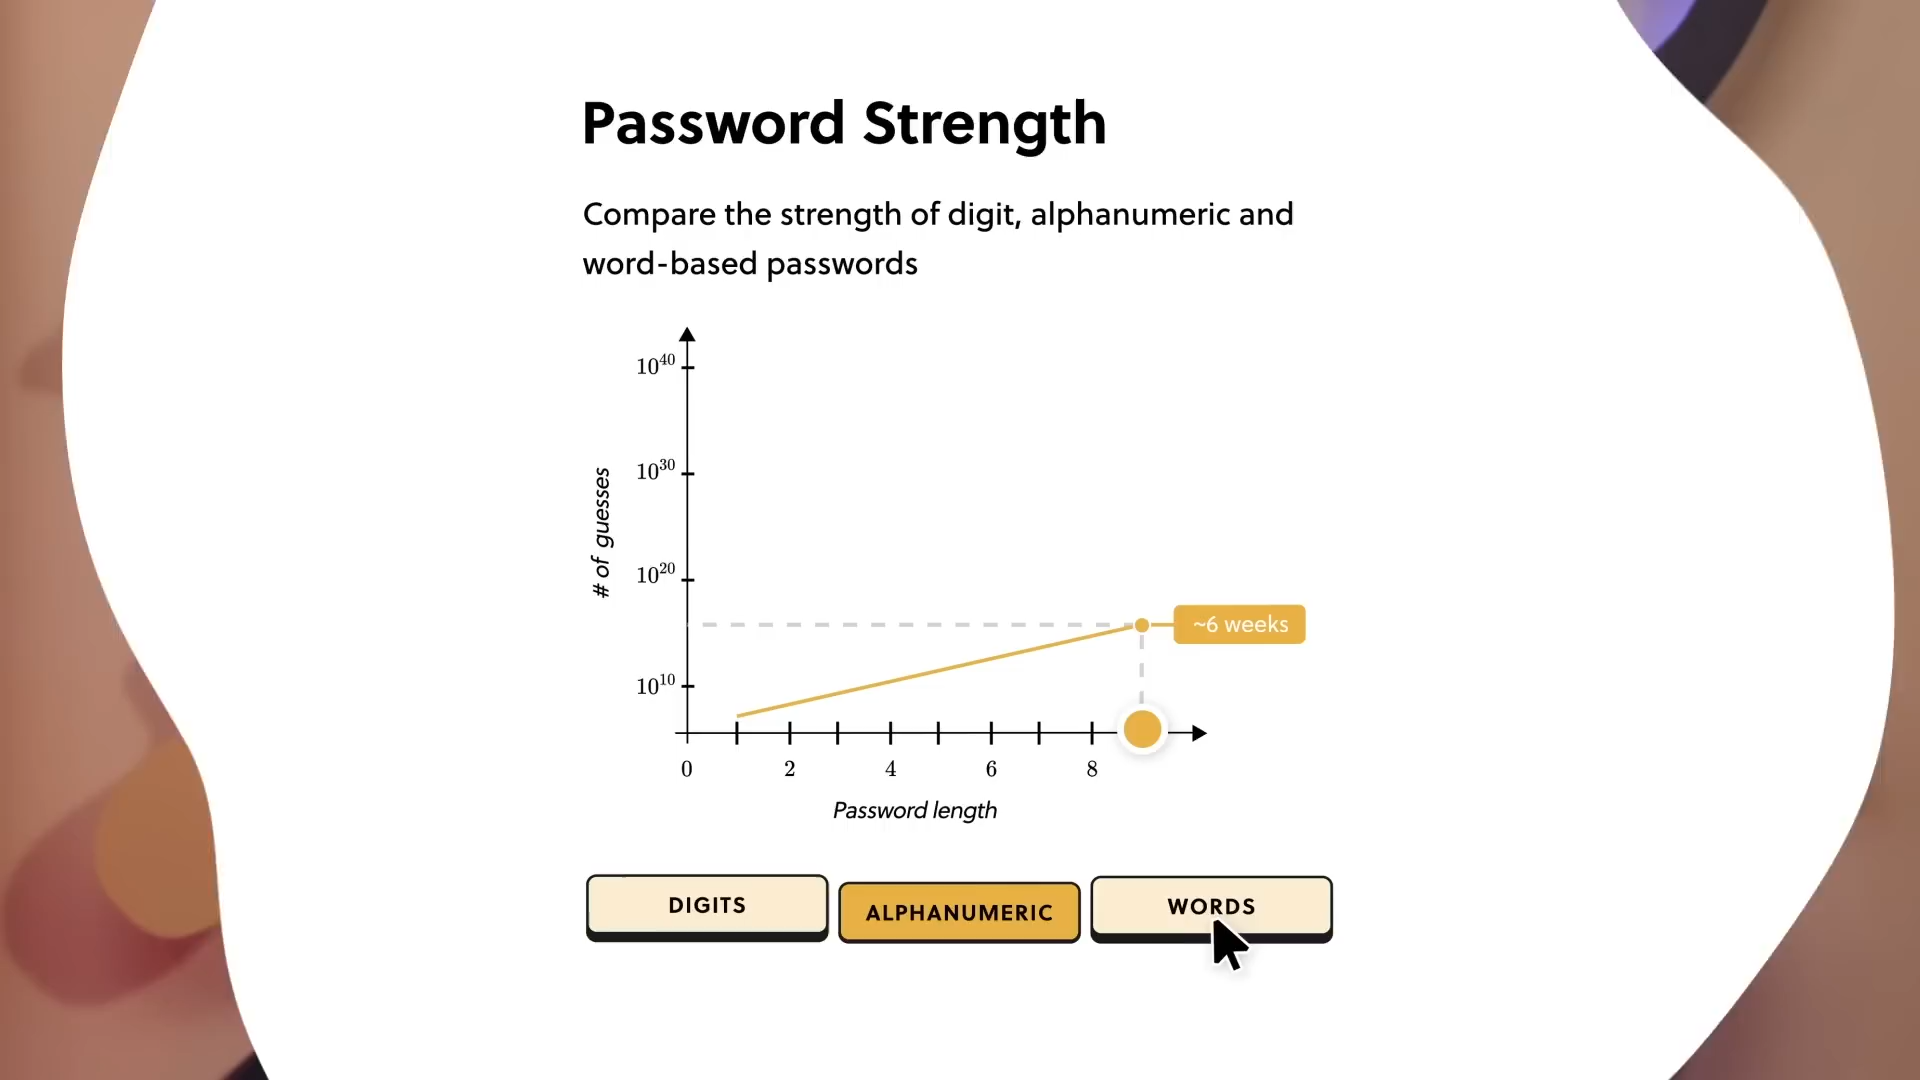 Password Strength
Compare the strength of digit, alphanumeric and
word-based passwords
10^40
10^30
10^20
10^10
# of guesses
~6 weeks
0 2 4 6 8
Password length
DIGITS
ALPHANUMERIC
WORDS